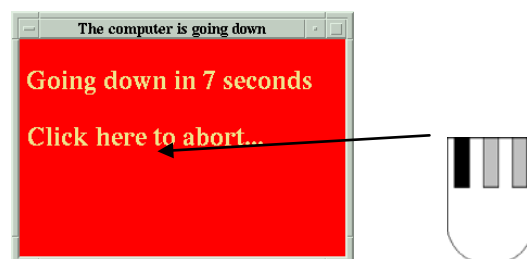 The computer is going down
Going down in 7 seconds
Click here to abort...